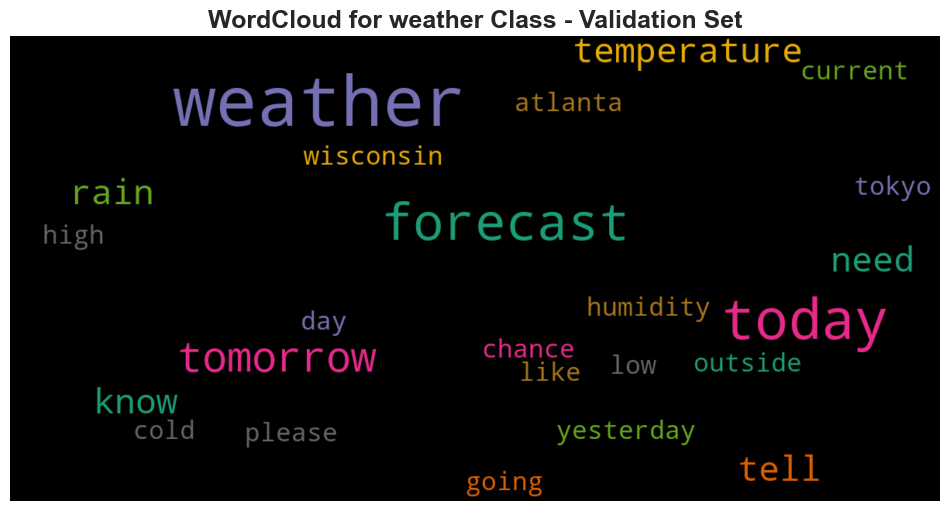 WordCloud for weather Class - Validation Set
temperature
current
weather
atlanta
wisconsin
tokyo
rain
forecast
high
need
humidity
today
day
chance
tomorrow
outside
low
like
know
yesterday
cold
please
tell
going